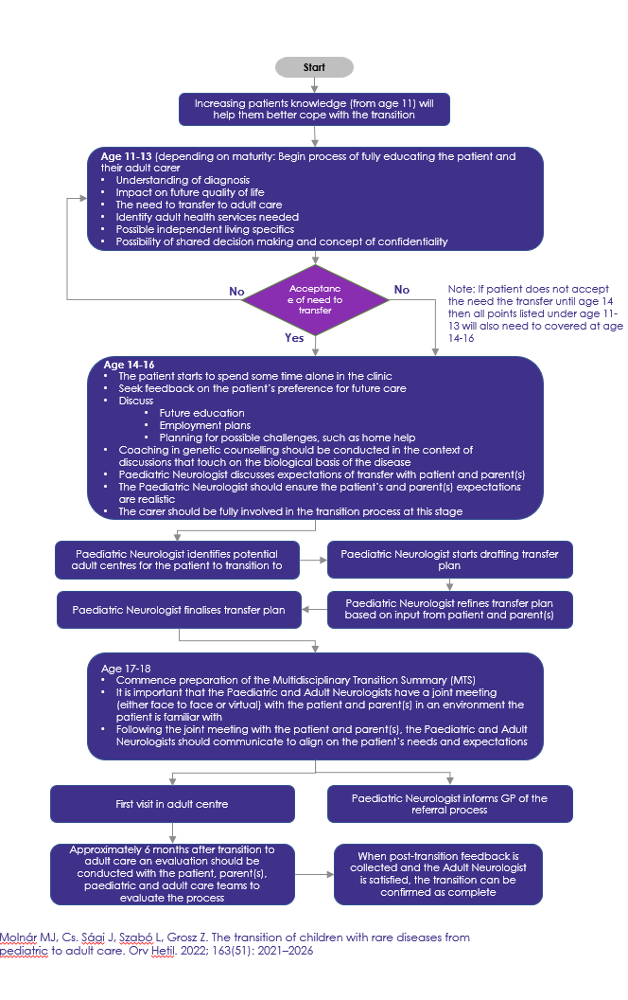 Start
Increasing patients knowledge (from age 11) will
help them better cope with the transition
Age 11-13 (depending on maturity: Begin process of fully educating the patient and
their adult carer
• Understanding of diagnosis
• Impact on future quality of life
• The need to transfer to adult care
• Identify adult health services needed
• Possible independent living specifics
• Possibility of shared decision making and concept of confidentiality
No
Acceptanc
e of need to
transfer
No
Yes
Note: If patient does not accept
the need the transfer until age 14
then all points listed under age 11-
13 will also need to covered at age
14-16
Age 14-16
• The patient starts to spend some time alone in the clinic
• Seek feedback on the patient's preference for future care
• Discuss
• Future education
• Employment plans
• Planning for possible challenges, such as home help
• Coaching in genetic counselling should be conducted in the context of
discussions that touch on the biological basis of the disease
• Paediatric Neurologist discusses expectations of transfer with patient and parent(s)
• The Paediatric Neurologist should ensure the patient's and parent(s) expectations
are realistic
• The carer should be fully involved in the transition process at this stage
Paediatric Neurologist identifies potential
adult centres for the patient to transition to
Paediatric Neurologist starts drafting transfer
plan
Paediatric Neurologist refines transfer plan
based on input from patient and parent(s)
Paediatric Neurologist finalises transfer plan
Age 17-18
• Commence preparation of the Multidisciplinary Transition Summary (MTS)
• It is important that the Paediatric and Adult Neurologists have a joint meeting
(either face to face or virtual) with the patient and parent(s) in an environment the
patient is familiar with
• Following the joint meeting with the patient and parent(s), the Paediatric and Adult
Neurologists should communicate to align on the patient's needs and expectations
First visit in adult centre
Paediatric Neurologist informs GP of the
referral process
Approximately 6 months after transition to
adult care an evaluation should be
conducted with the patient, parent(s),
paediatric and adult care teams to
evaluate the process
When post-transition feedback is
collected and the Adult Neurologist
is satisfied, the transition can be
confirmed as complete
Molnár MJ, Cs. Sági J, Szabó L, Grosz Z. The transition of children with rare diseases from
pediatric to adult care. Orv Hetil. 2022; 163(51): 2021–2026